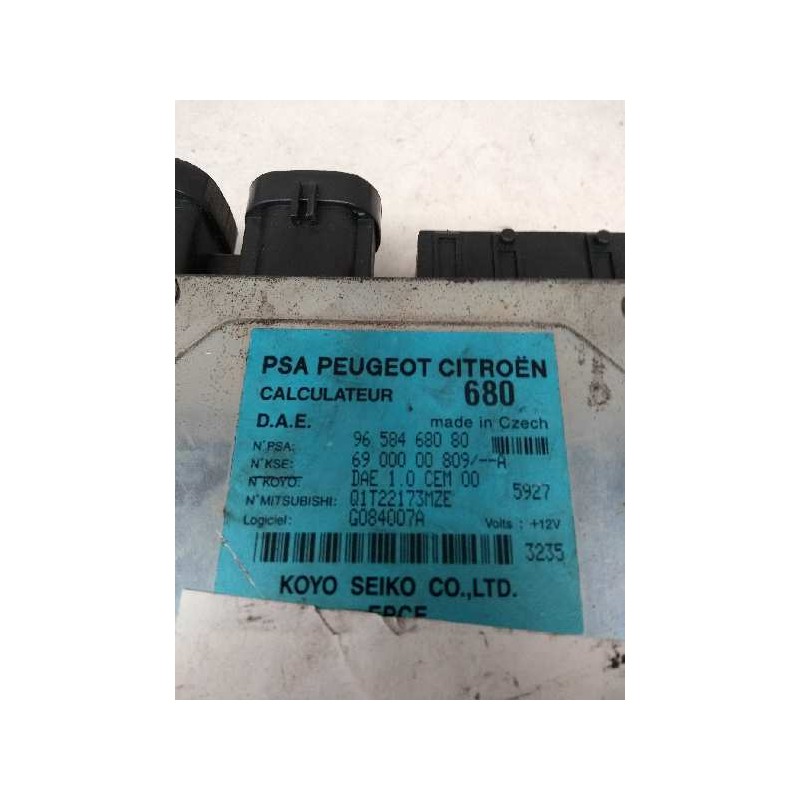 PSA PEUGEOT CITROËN
CALCULATEUR 680
D.A.E. made in Czech
N°PSA: 96 584 680 80
N°KSE: 69 000 00 809/--A
N°KOYO: DAE 1.0 CEM 00
5927
N°MITSUBISHI: Q1T22173MZE
Logiciel: G084007A Volts: +12V
3235
KOYO SEIKO CO.,LTD.